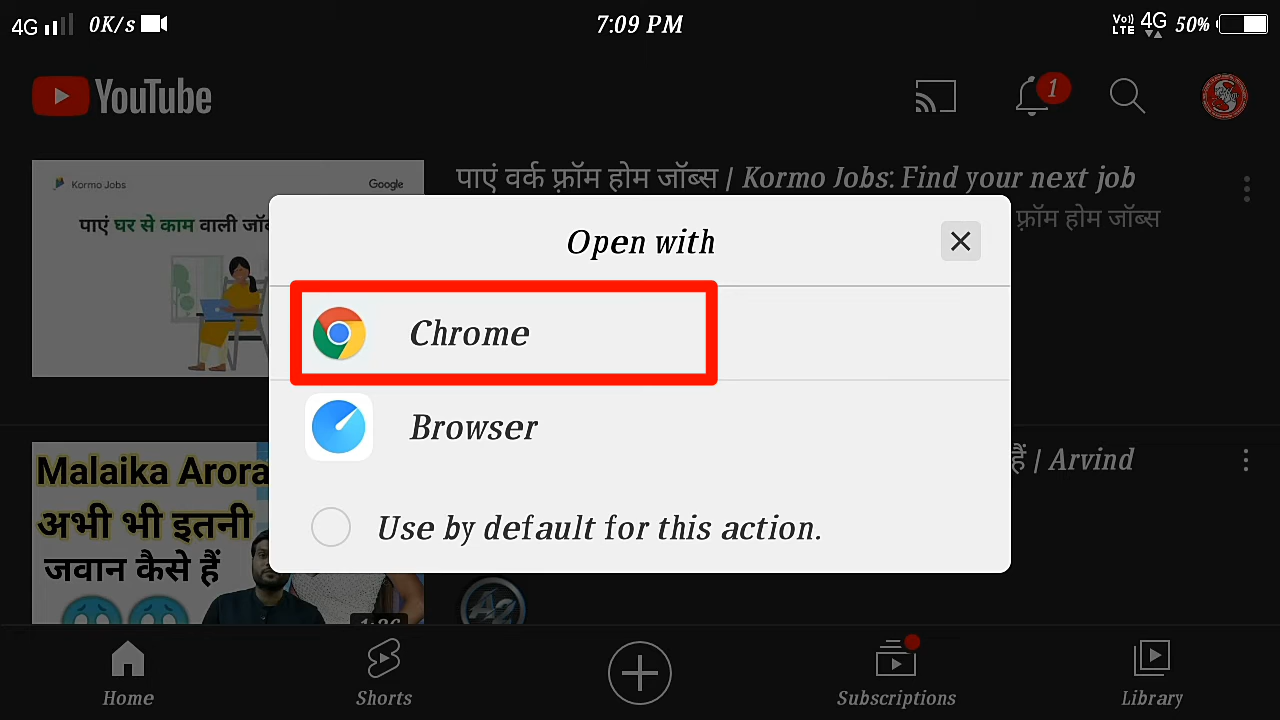 4G 0K/s 7:09 PM Vo)) LTE 4G 50%
YouTube 1
Kormo Jobs Google
पाएं घर से काम वाली
पाएं वर्क फ़्रॉम होम जॉब्स | Kormo Jobs: Find your next job
फ़्रॉम होम जॉब्स
Open with
Chrome
Browser
Use by default for this action.
Malaika Arora
अभी भी इतनी
जवान कैसे हैं
हैं | Arvind
A2
Home Shorts Subscriptions Library